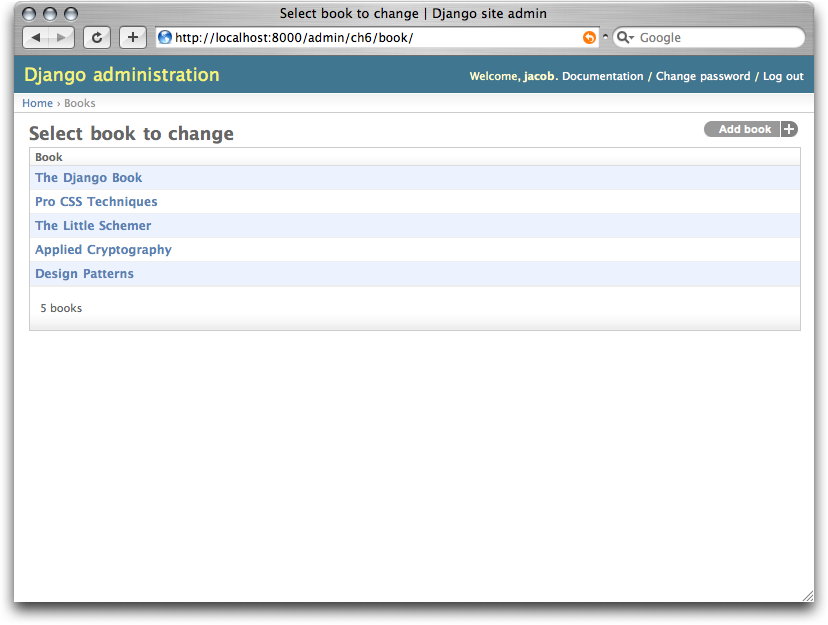 Select book to change | Django site admin
http://localhost:8000/admin/ch6/book/
Google
Django administration
Welcome, jacob. Documentation / Change password / Log out
Home › Books
Select book to change
Add book +
Book
The Django Book
Pro CSS Techniques
The Little Schemer
Applied Cryptography
Design Patterns
5 books